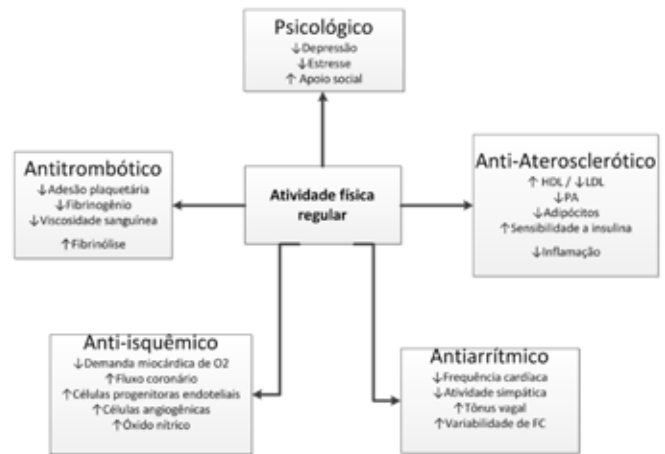 Psicológico
↓Depressão
↓Estresse
↑ Apoio social
Antitrombótico
↓Adesão plaquetária
↓Fibrinogênio
↓Viscosidade sanguínea
↑Fibrinólise
Atividade física
regular
Anti-Aterosclerótico
↑ HDL / ↓LDL
↓PA
↓Adipócitos
↑Sensibilidade a insulina
↓Inflamação
Anti-isquêmico
↓Demanda miocárdica de O2
↑Fluxo coronário
↑Células progenitoras endoteliais
↑Células angiogênicas
↑Óxido nítrico
Antiarrítmico
↓Frequência cardíaca
↓Atividade simpática
↑Tônus vagal
↑Variabilidade de FC